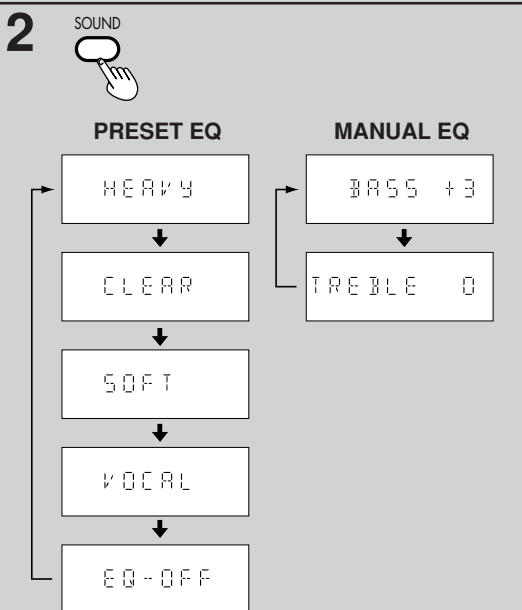 2
SOUND
PRESET EQ
HEAVY
CLEAR
SOFT
VOCAL
EQ-OFF
MANUAL EQ
BASS +3
TREBLE 0